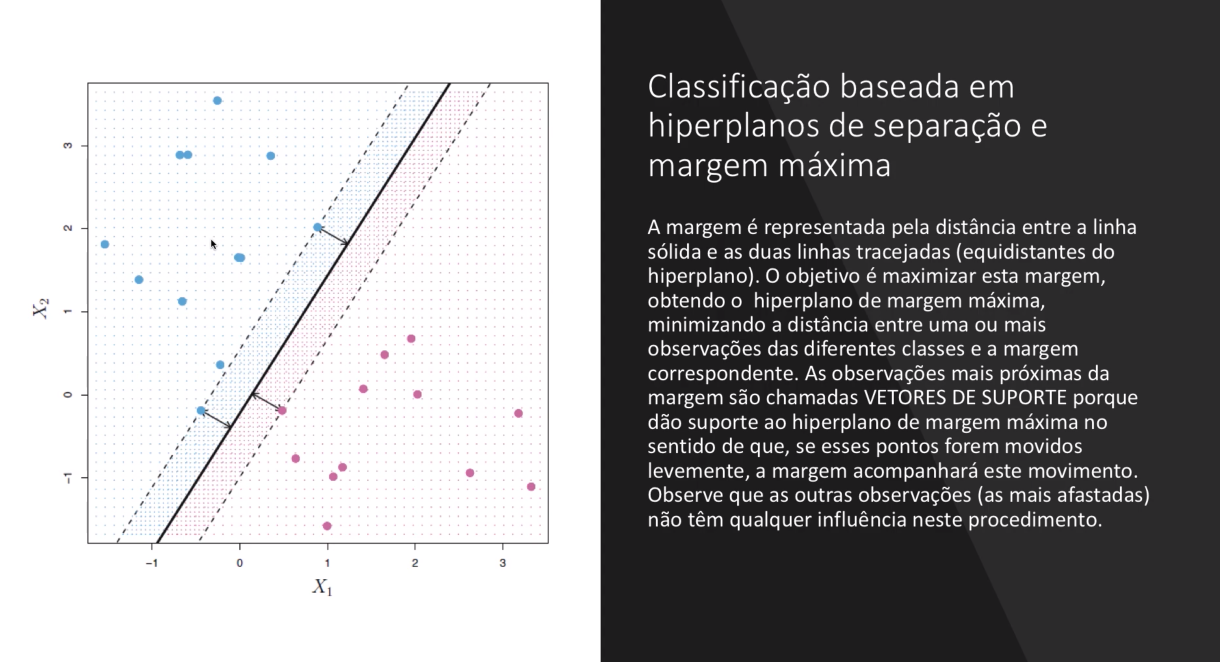 Classificação baseada em
hiperplanos de separação e
margem máxima
A margem é representada pela distância entre a linha
sólida e as duas linhas tracejadas (equidistantes do
hiperplano). O objetivo é maximizar esta margem,
obtendo o  hiperplano de margem máxima,
minimizando a distância entre uma ou mais
observações das diferentes classes e a margem
correspondente. As observações mais próximas da
margem são chamadas VETORES DE SUPORTE porque
dão suporte ao hiperplano de margem máxima no
sentido de que, se esses pontos forem movidos
levemente, a margem acompanhará este movimento.
Observe que as outras observações (as mais afastadas)
não têm qualquer influência neste procedimento.
X₂
3
2
1
0
−1
−1 0 1 2 3
X₁